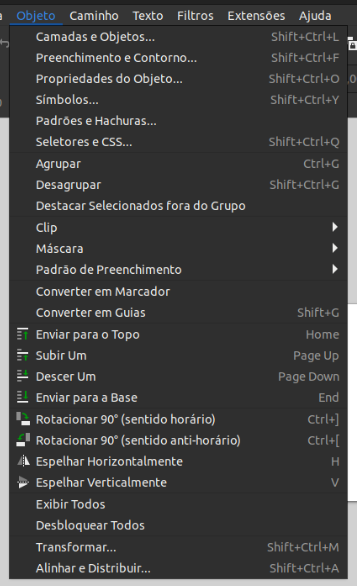 Objeto Caminho Texto Filtros Extensões Ajuda
Camadas e Objetos... Shift+Ctrl+L
Preenchimento e Contorno... Shift+Ctrl+F
Propriedades do Objeto... Shift+Ctrl+O
Símbolos... Shift+Ctrl+Y
Padrões e Hachuras...
Seletores e CSS... Shift+Ctrl+Q
Agrupar Ctrl+G
Desagrupar Shift+Ctrl+G
Destacar Selecionados fora do Grupo
Clip
Máscara
Padrão de Preenchimento
Converter em Marcador
Converter em Guias Shift+G
Enviar para o Topo Home
Subir Um Page Up
Descer Um Page Down
Enviar para a Base End
Rotacionar 90° (sentido horário) Ctrl+]
Rotacionar 90° (sentido anti-horário) Ctrl+[
Espelhar Horizontalmente H
Espelhar Verticalmente V
Exibir Todos
Desbloquear Todos
Transformar... Shift+Ctrl+M
Alinhar e Distribuir... Shift+Ctrl+A